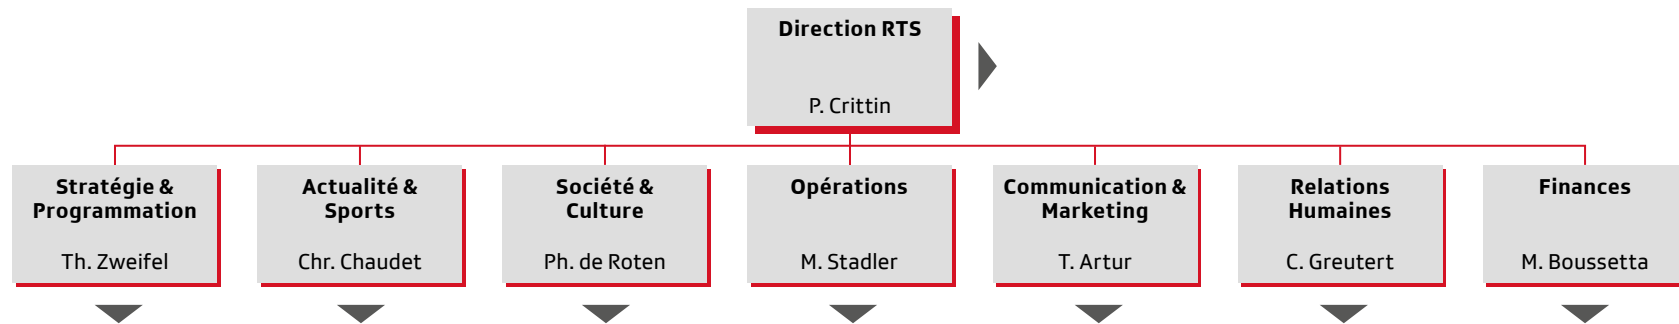 Direction RTS
P. Crittin
Stratégie &
Programmation
Th. Zweifel
Actualité &
Sports
Chr. Chaudet
Société &
Culture
Ph. de Roten
Opérations
M. Stadler
Communication &
Marketing
T. Artur
Relations
Humaines
C. Greutert
Finances
M. Boussetta